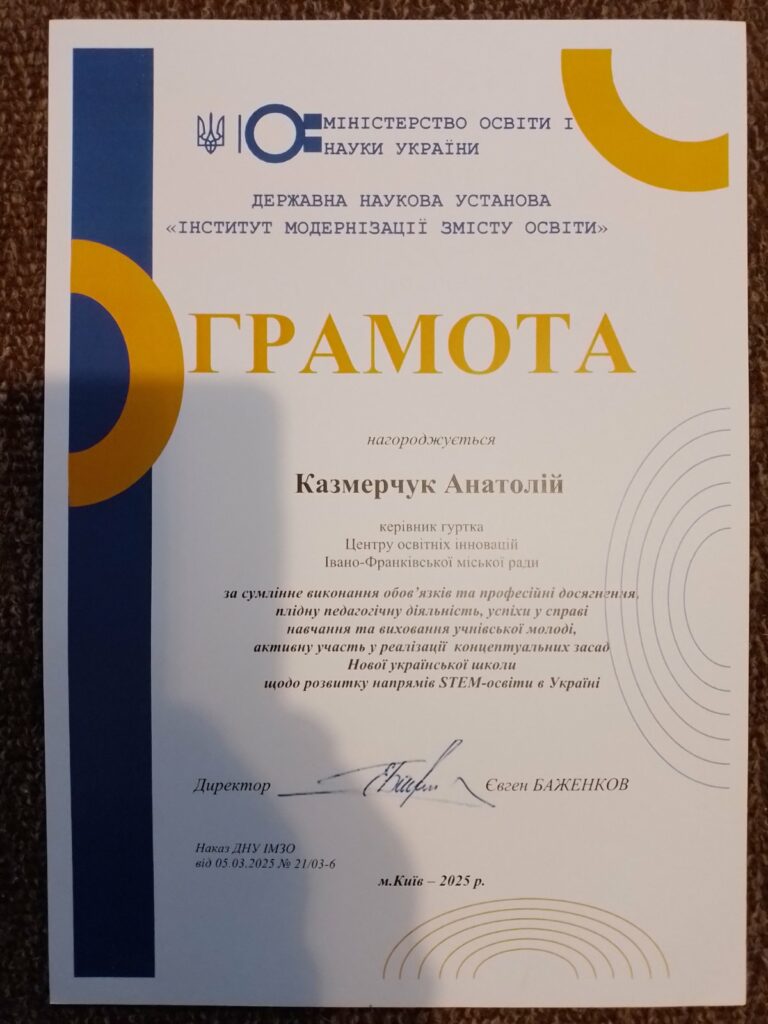 МІНІСТЕРСТВО ОСВІТИ І
НАУКИ УКРАЇНИ
ДЕРЖАВНА НАУКОВА УСТАНОВА
«ІНСТИТУТ МОДЕРНІЗАЦІЇ ЗМІСТУ ОСВІТИ»
ГРАМОТА
нагороджується
Казмерчук Анатолій
керівник гуртка
Центру освітніх інновацій
Івано-Франківської міської ради
за сумлінне виконання обов’язків та професійні досягнення,
плідну педагогічну діяльність, успіхи у справі
навчання та виховання учнівської молоді,
активну участь у реалізації концептуальних засад
Нової української школи
щодо розвитку напрямів STEM-освіти в Україні
Директор Євген БАЖЕНКОВ
Наказ ДНУ ІМЗО
від 05.03.2025 № 21/03-6
м.Київ – 2025 р.